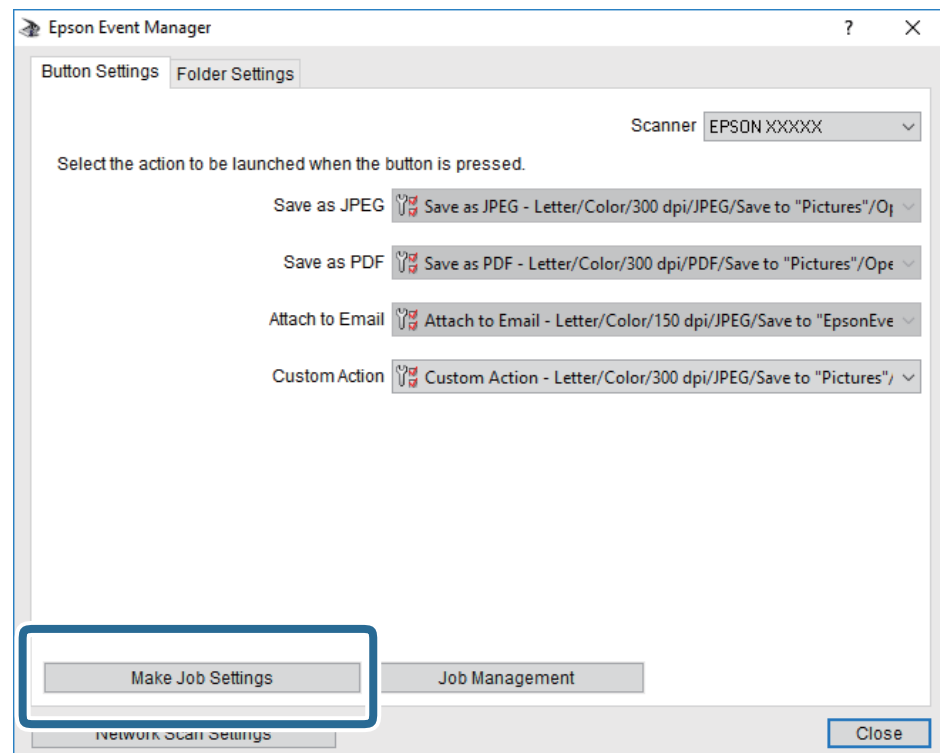 Epson Event Manager
Button Settings Folder Settings
Scanner EPSON XXXXX
Select the action to be launched when the button is pressed.
Save as JPEG Save as JPEG - Letter/Color/300 dpi/JPEG/Save to "Pictures"/Op
Save as PDF Save as PDF - Letter/Color/300 dpi/PDF/Save to "Pictures"/Ope
Attach to Email Attach to Email - Letter/Color/150 dpi/JPEG/Save to "EpsonEve
Custom Action Custom Action - Letter/Color/300 dpi/JPEG/Save to "Pictures"/
Make Job Settings Job Management
Network Scan Settings Close